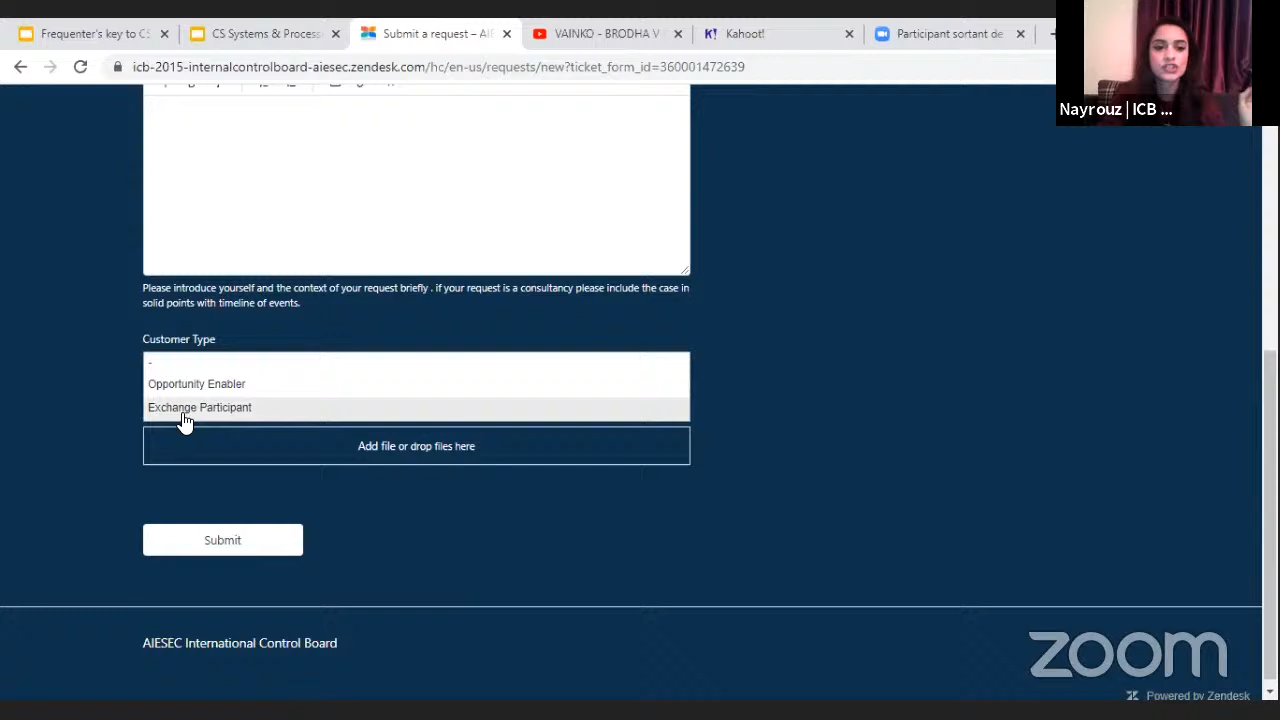 Frequenter's key to CS
CS Systems & Process
Submit a request – AIE
VAINKO - BRODHA V
Kahoot!
Participant sortant de
icb-2015-internalcontrolboard-aiesec.zendesk.com/hc/en-us/requests/new?ticket_form_id=360001472639
Nayrouz | ICB ...
Please introduce yourself and the context of your request briefly . if your request is a consultancy please include the case in
solid points with timeline of events.
Customer Type
-
Opportunity Enabler
Exchange Participant
Add file or drop files here
Submit
AIESEC International Control Board
zoom
Powered by Zendesk